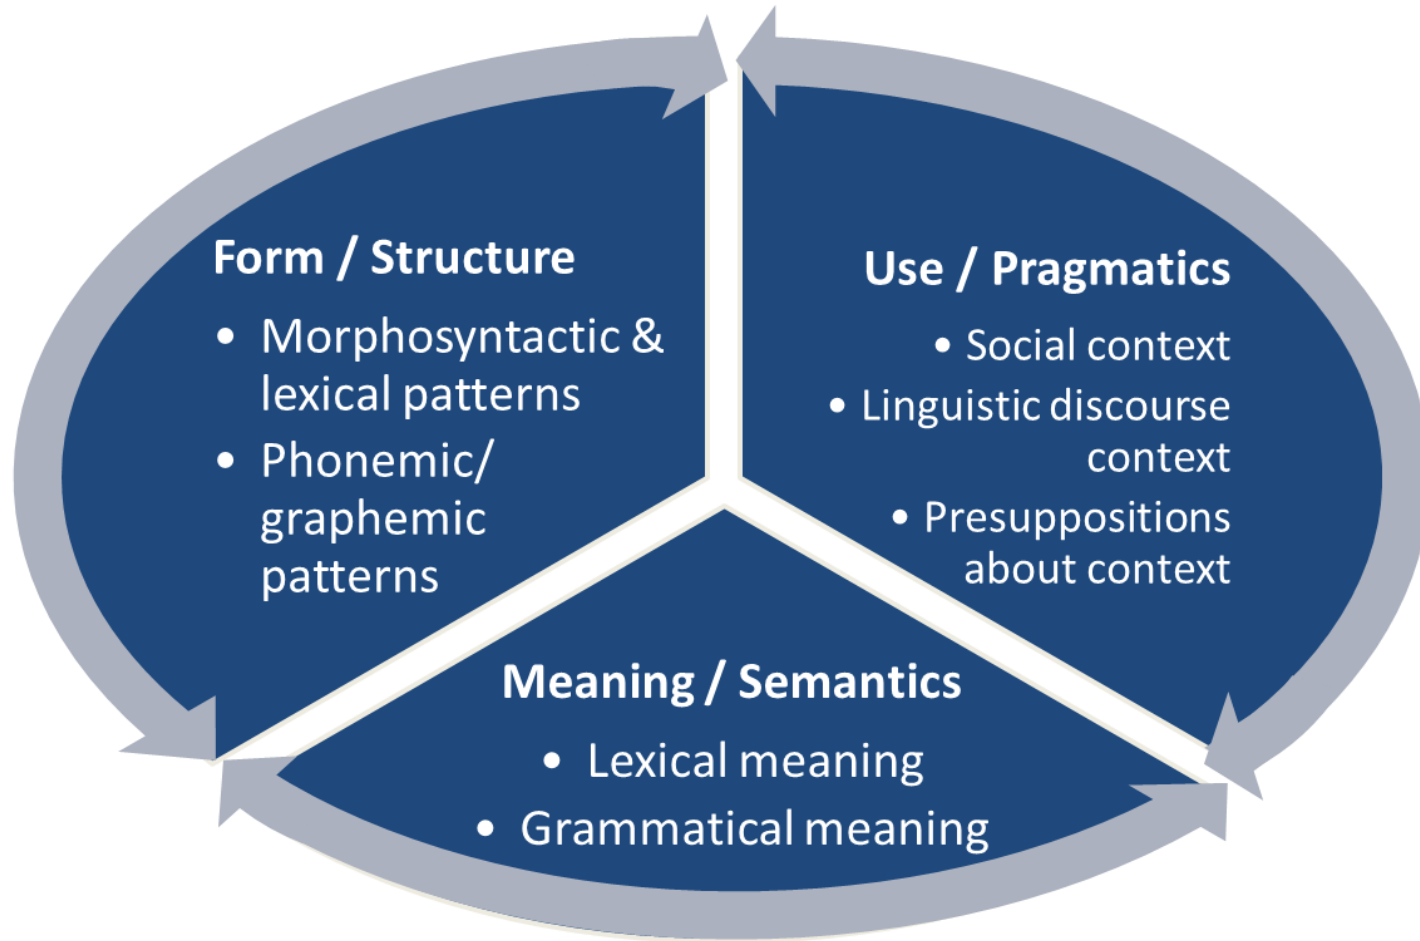 Form / Structure
• Morphosyntactic &
lexical patterns
• Phonemic/
graphemic
patterns
Use / Pragmatics
• Social context
• Linguistic discourse
context
• Presuppositions
about context
Meaning / Semantics
• Lexical meaning
• Grammatical meaning